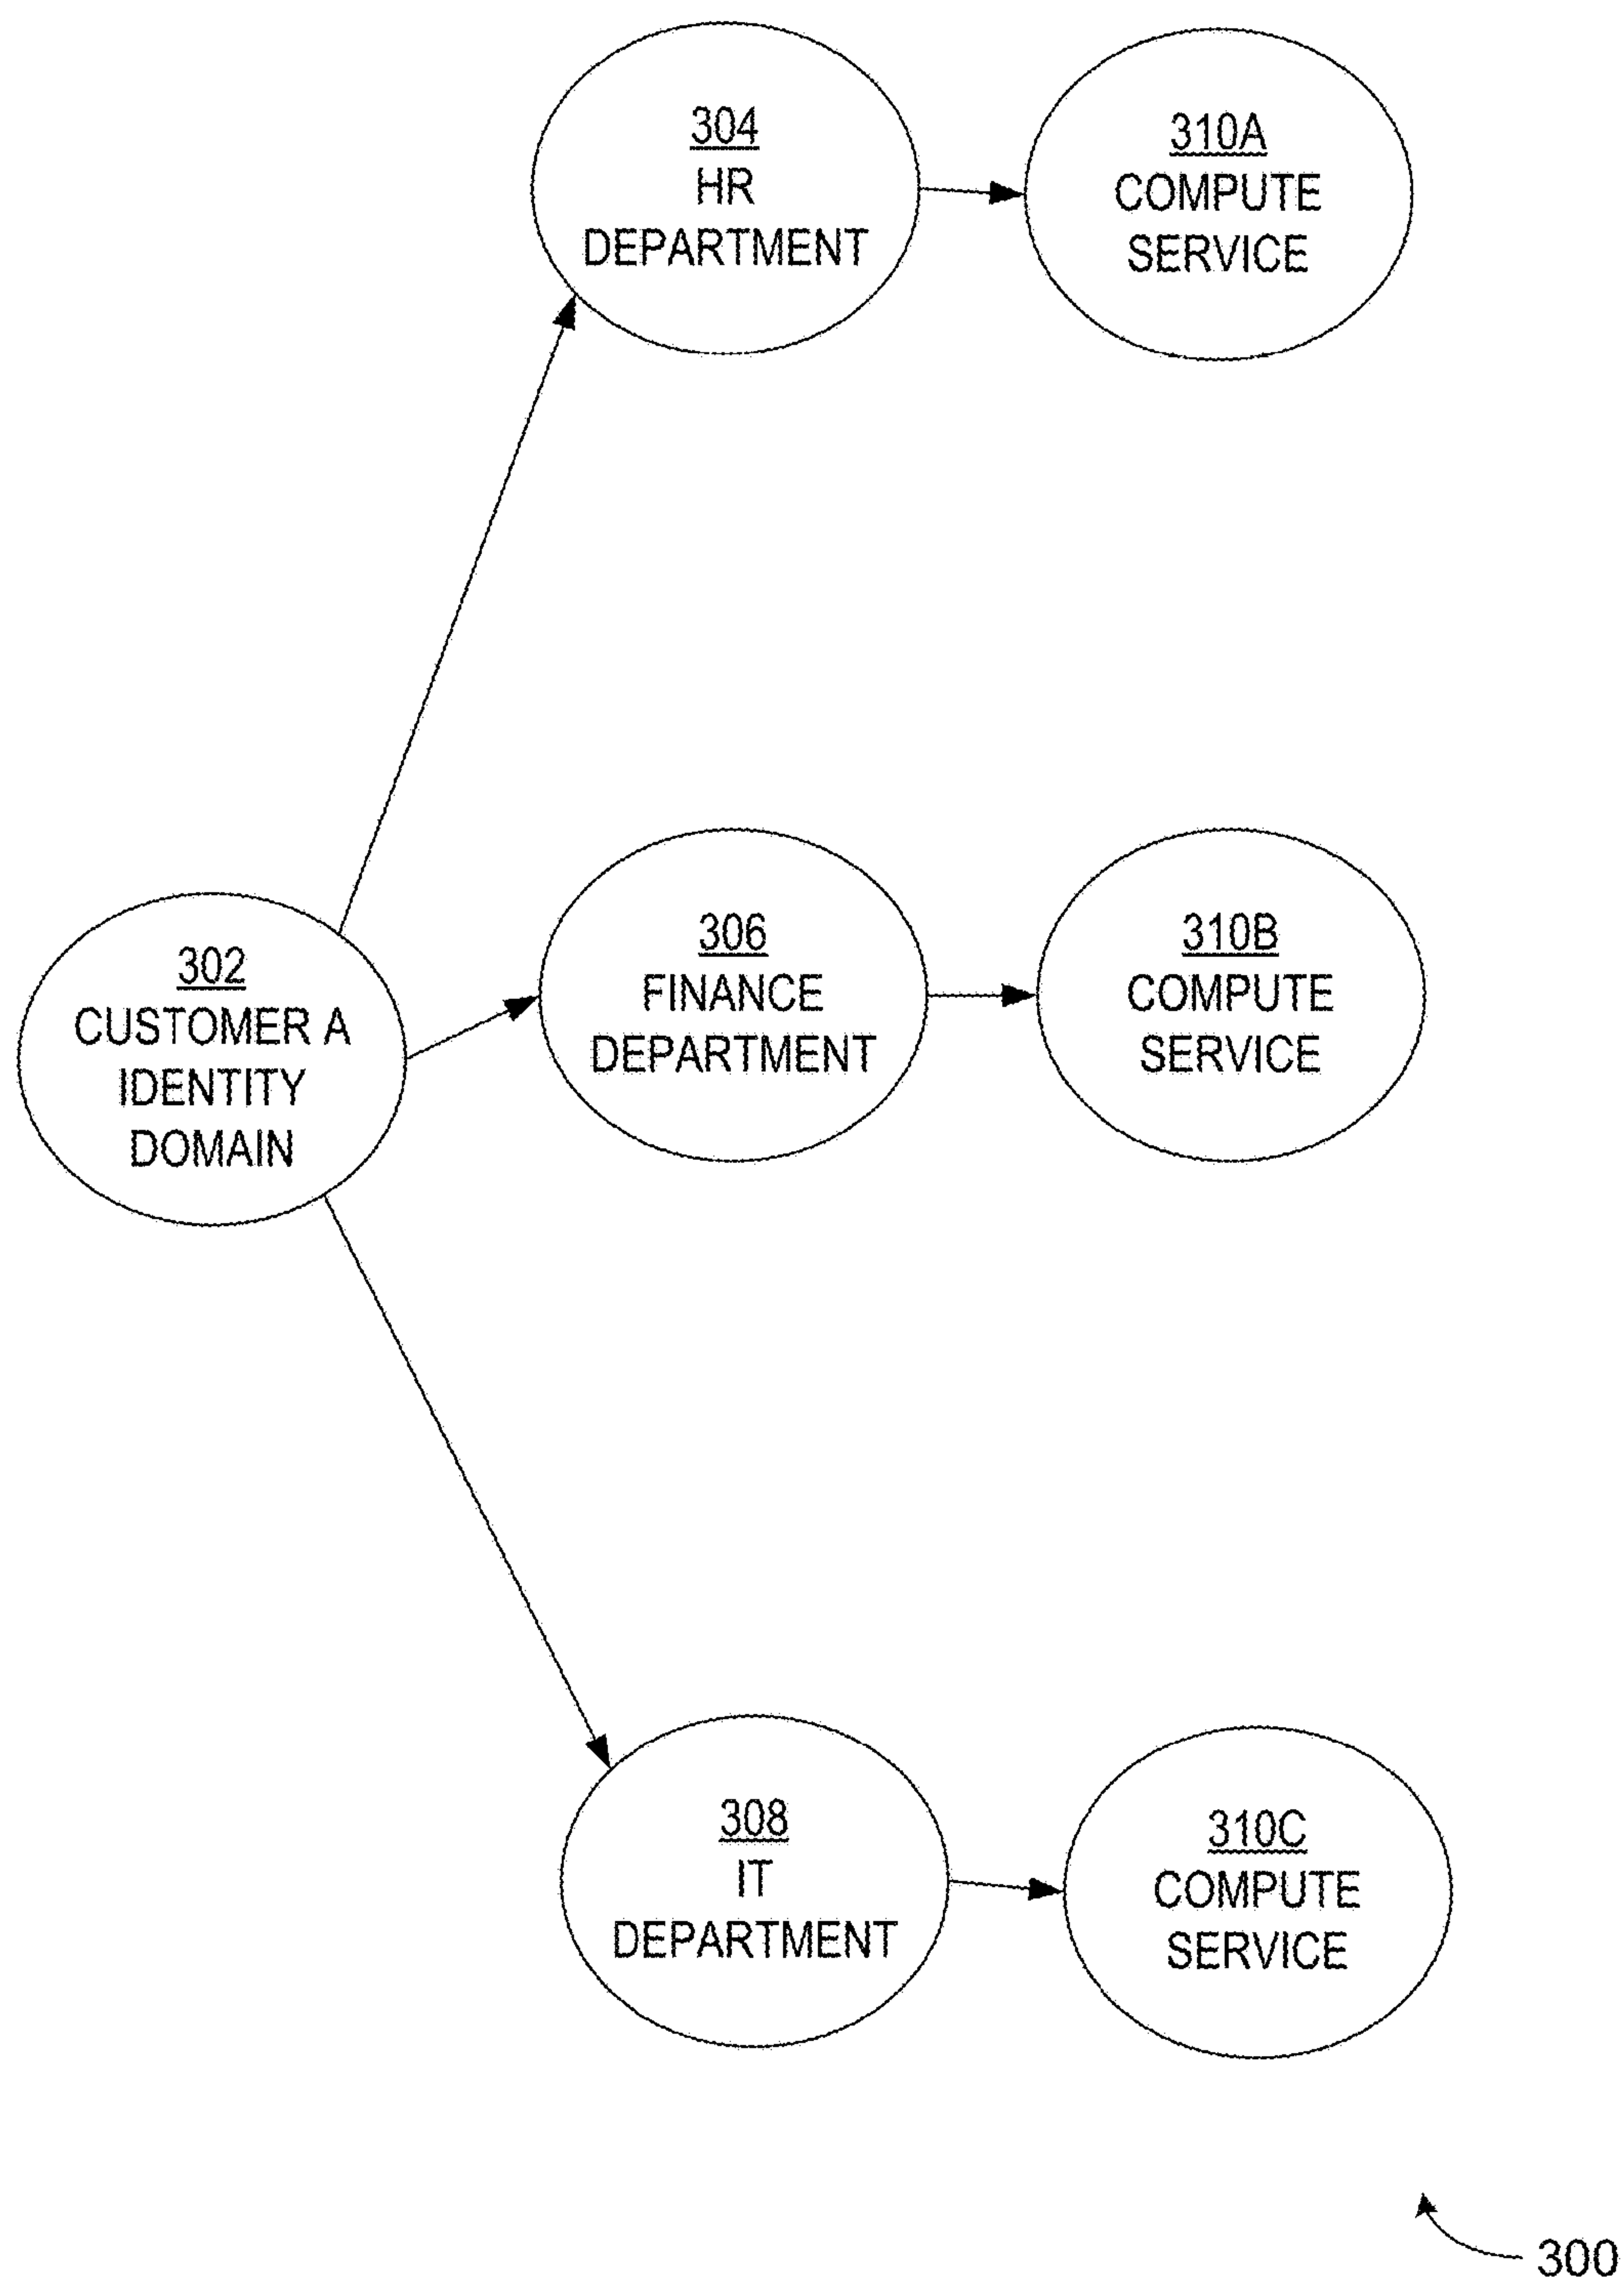 304
HR
DEPARTMENT
310A
COMPUTE
SERVICE
302
CUSTOMER A
IDENTITY
DOMAIN
306
FINANCE
DEPARTMENT
310B
COMPUTE
SERVICE
308
IT
DEPARTMENT
310C
COMPUTE
SERVICE
300